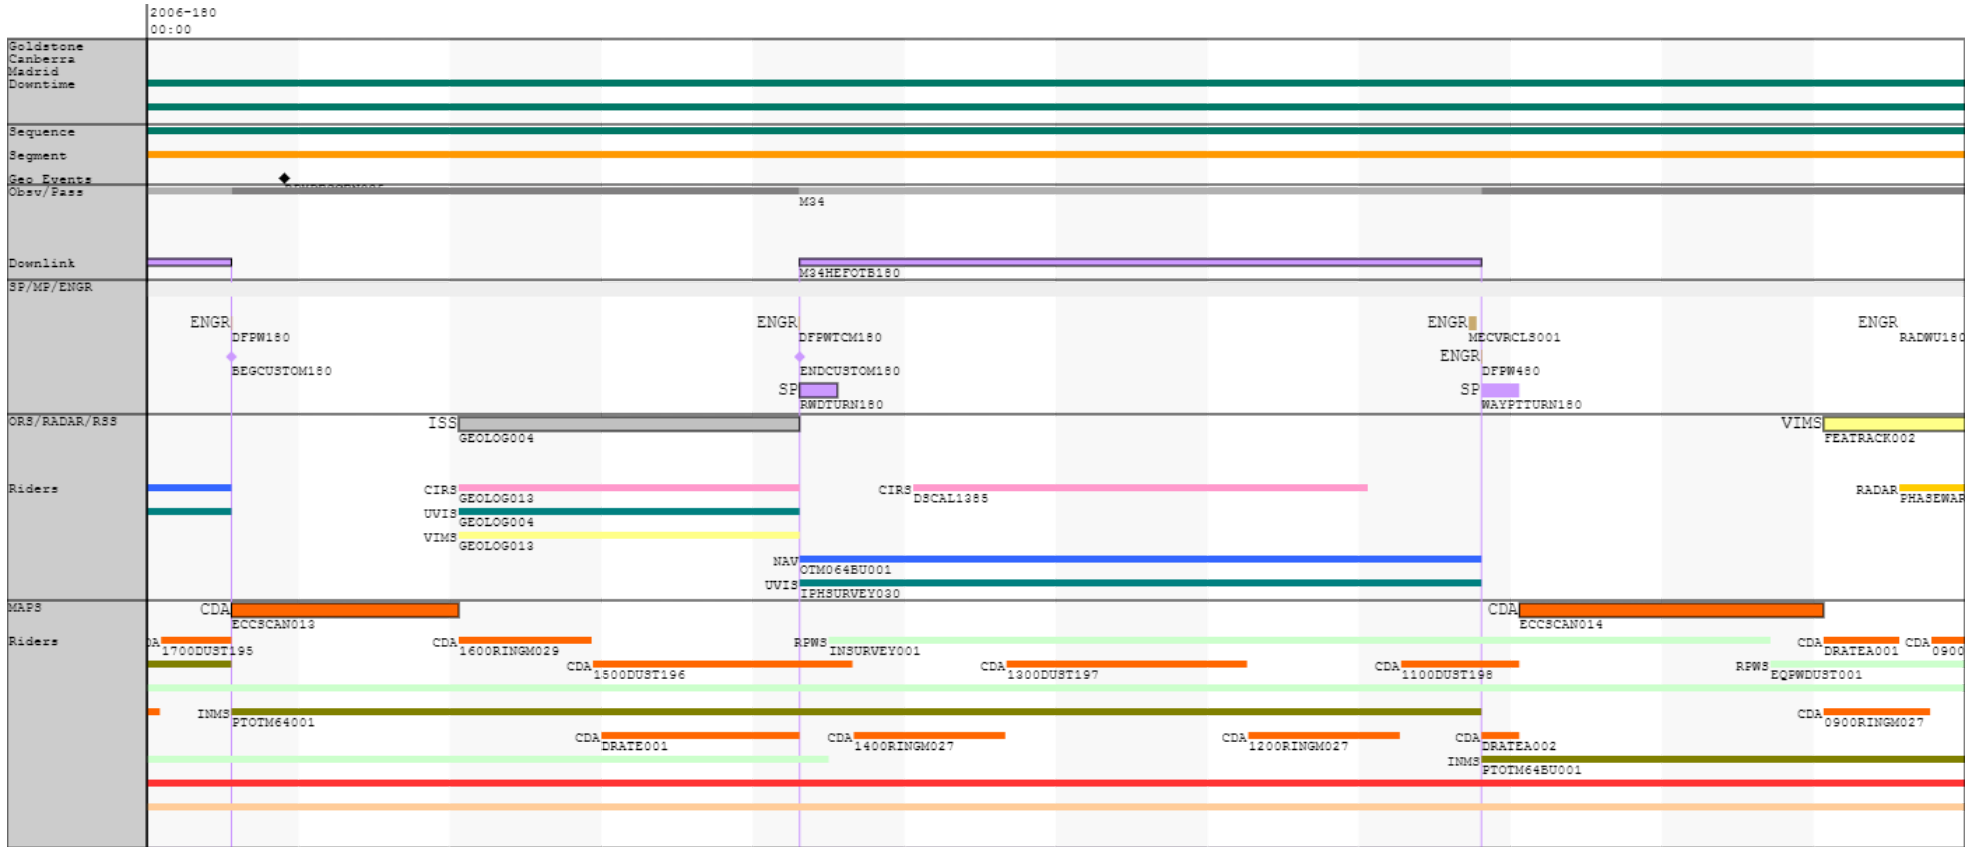 2006-180
00:00
Goldstone
Canberra
Madrid
Downtime
Sequence
Segment
Geo Events
Obsv/Pass
M34
Downlink
M34HEFOTB180
SP/MP/ENGR
ENGR ENGR ENGR ENGR
DFPW180 DFPWTCM180 MECVRCLS001 RADWU180
ENGR
BEGCUSTOM180 ENDCUSTOM180 DFPW480
SP SP
RWDTURN180 WAYPTTURN180
ORS/RADAR/RSS ISS VIMS
GEOLOG004 FEATRACK002
Riders CIRS CIRS RADAR
GEOLOG013 DSCAL1385 PHASEWAR
UVIS
GEOLOG004
VIMS
GEOLOG013
NAV
OTM064BU001
UVIS
IPHSURVEY030
MAPS CDA CDA
ECCSCAN013 ECCSCAN014
Riders DA CDA RPWS CDA CDA
1700DUST195 1600RINGM029 INSURVEY001 DRATEA001 0900
CDA CDA CDA RPWS
1500DUST196 1300DUST197 1100DUST198 EQPWDUST001
INMS CDA
PTOTM64001 0900RINGM027
CDA CDA CDA CDA
DRATE001 1400RINGM027 1200RINGM027 DRATEA002
INMS
PTOTM64BU001